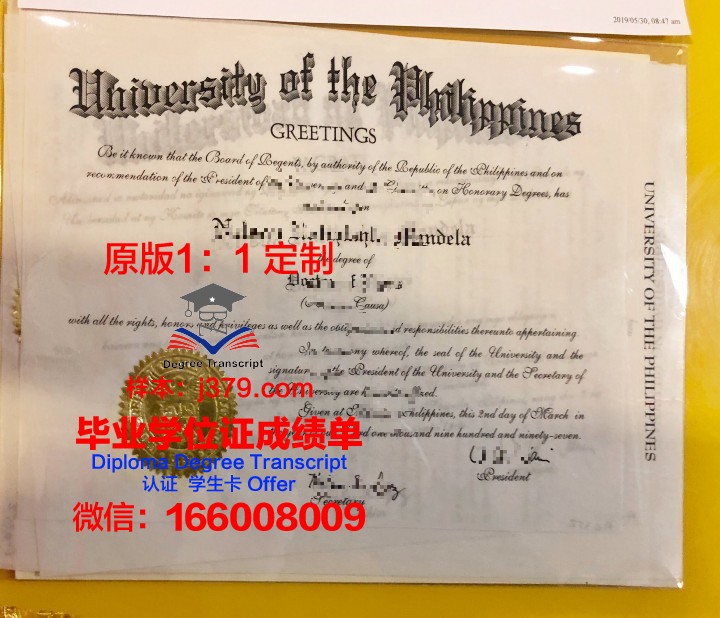 2019/05/30, 08:47 am
University of the Philippines
GREETINGS
Be it known that the Board of Regents, by authority of the Republic of the Philippines and on
recommendation of the President of and on Honorary Degrees, has
Mandela
the degree of
(Causa)
with all the rights, honors and privileges as well as the responsibilities thereunto appertaining.
In whereof, the seal of the University and the
the President of the University and the Secretary of
the University are
Given at Philippines, this 2nd day of March in
one thousand nine hundred and ninety-seven.
President
Secretary
UNIVERSITY OF THE PHILIPPINES
原版1：1 定制
Degree Transcript
样本：j379.com
毕业学位证成绩单
Diploma Degree Transcript
认证 学生卡 Offer
微信：166008009